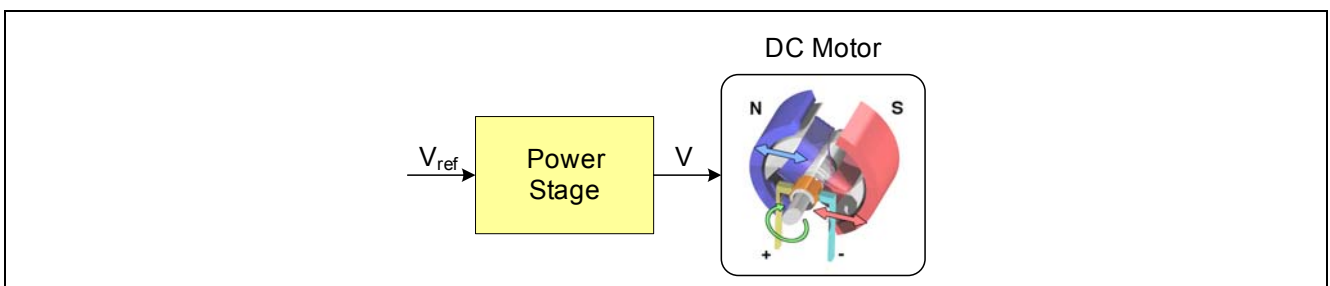 DC Motor
N S
V_ref
Power
Stage
V
+ -